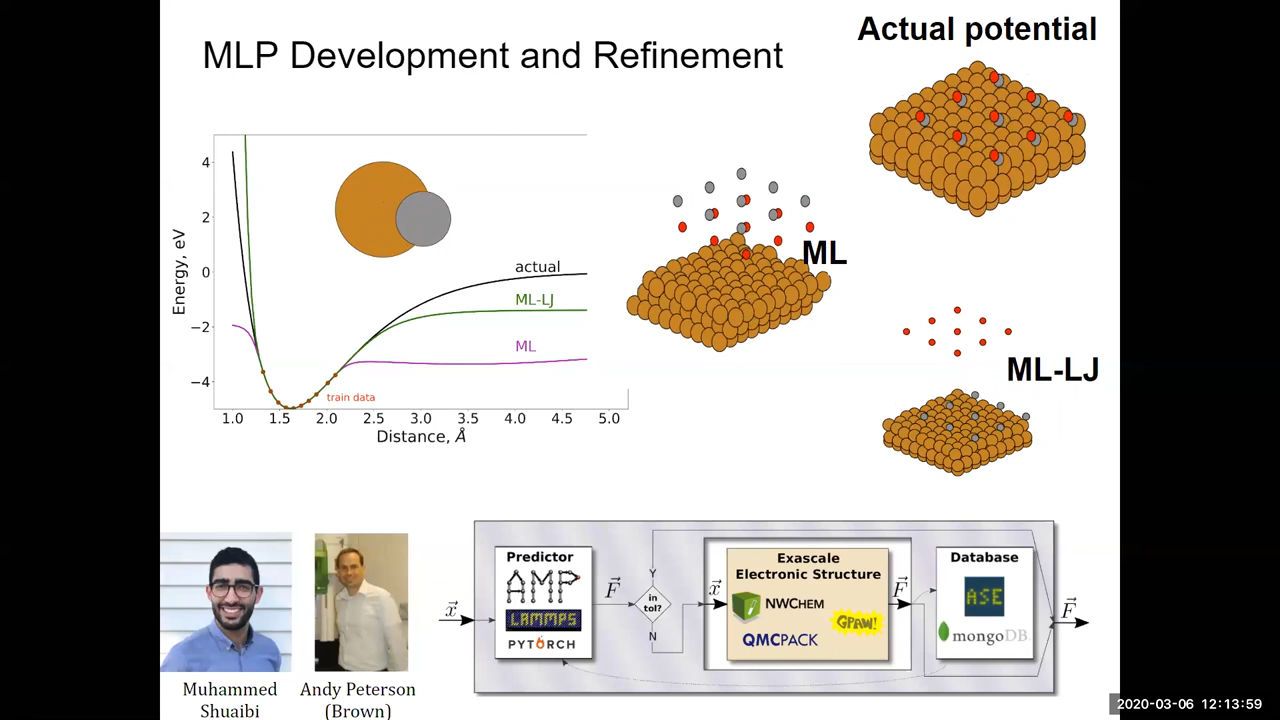 MLP Development and Refinement
Actual potential
Energy, eV
4
2
0
−2
−4
actual
ML-LJ
ML
train data
1.0 1.5 2.0 2.5 3.0 3.5 4.0 4.5 5.0
Distance, Å
ML
ML-LJ
Muhammed
Shuaibi
Andy Peterson
(Brown)
x⃗
Predictor
AMP
LAMMPS
PYTORCH
F⃗
Y
in
tol?
N
x⃗
Exascale
Electronic Structure
NWCHEM
GPAW!
QMCPACK
F⃗
Database
ASE
mongoDB
F⃗
2020-03-06 12:13:59